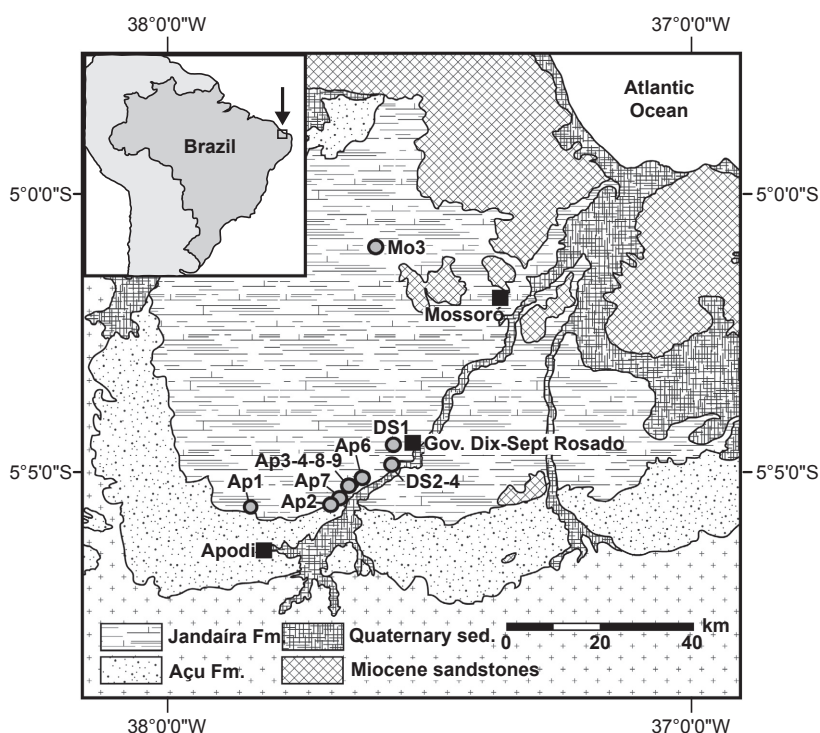 38°0'0"W
37°0'0"W
Atlantic
Ocean
Brazil
5°0'0"S
5°0'0"S
Mo3
Mossoró
DS1
Gov. Dix-Sept Rosado
Ap6
Ap3-4-8-9
5°5'0"S
Ap7
DS2-4
5°5'0"S
Ap1
Ap2
Apodi
Jandaíra Fm.
Quaternary sed.
km
0
20
40
Açu Fm.
Miocene sandstones
38°0'0"W
37°0'0"W